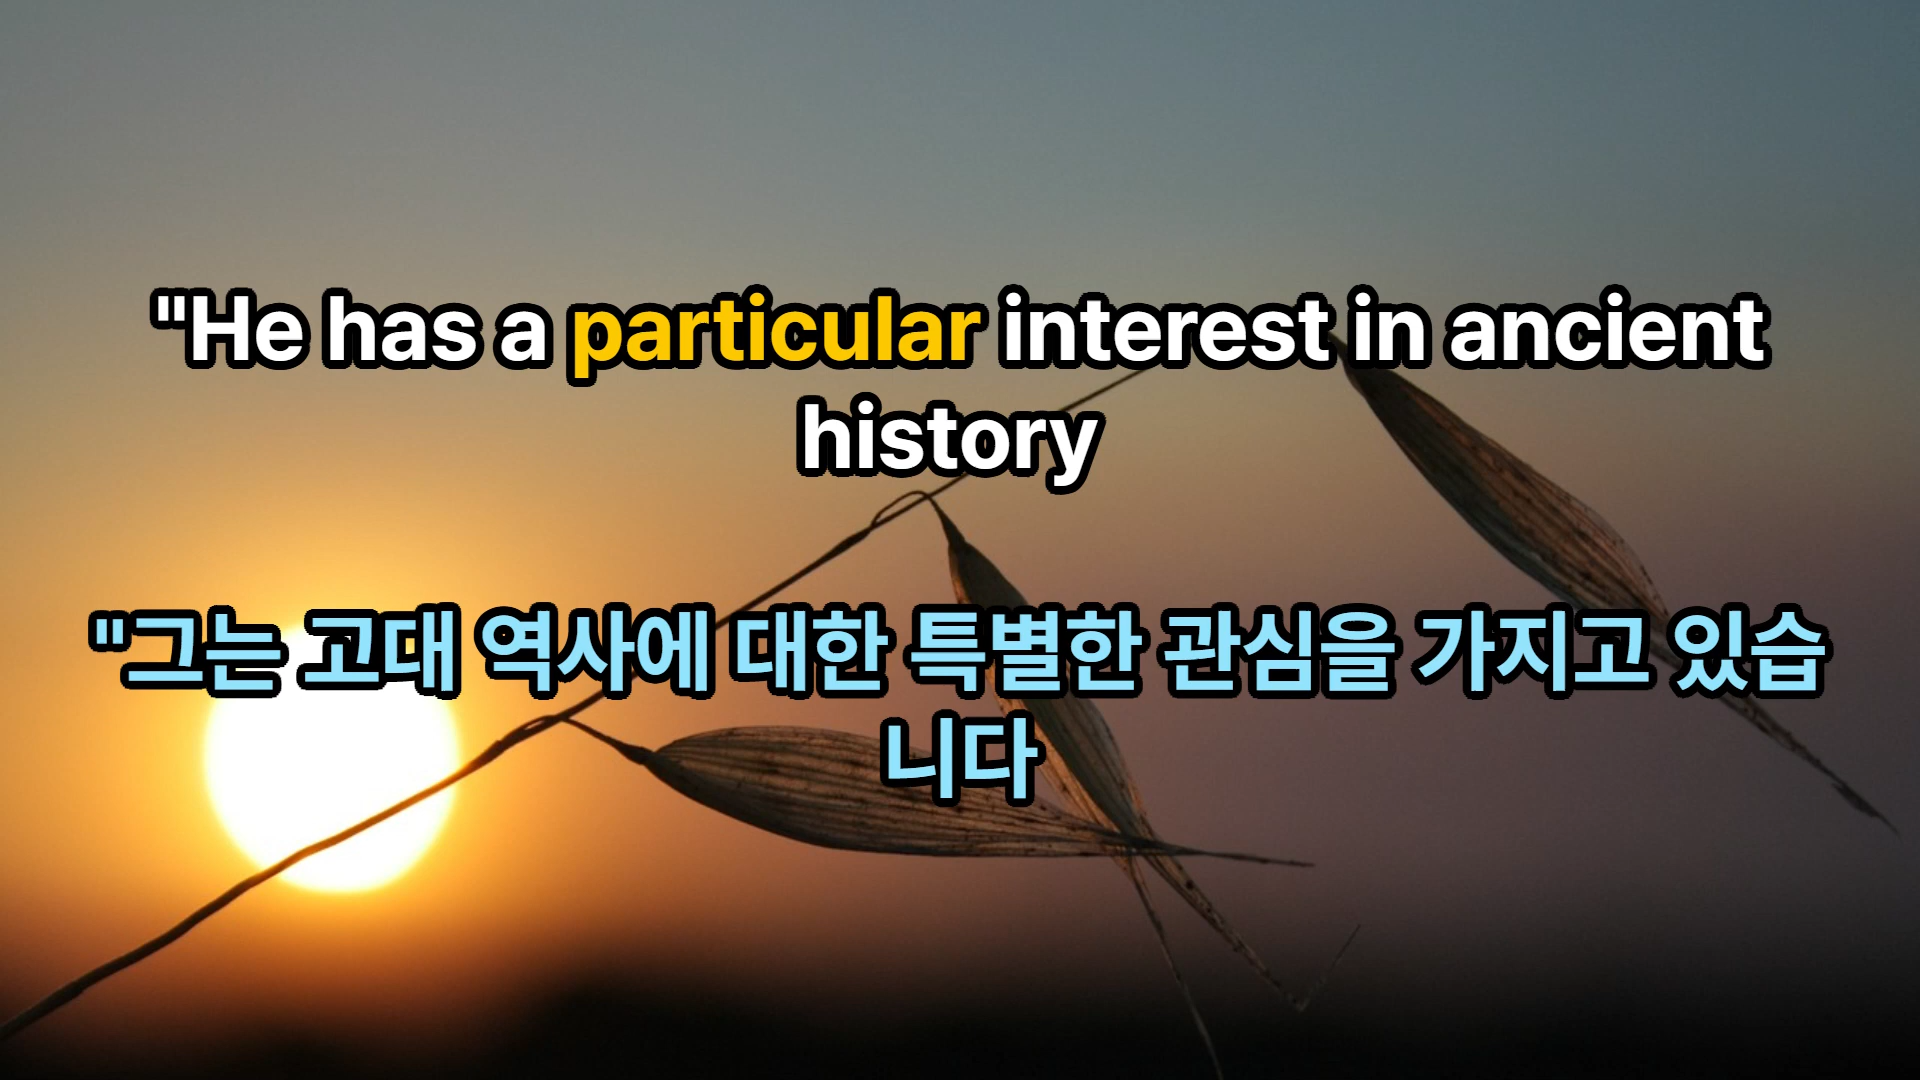 "He has a particular interest in ancient
history
"그는 고대 역사에 대한 특별한 관심을 가지고 있습
니다